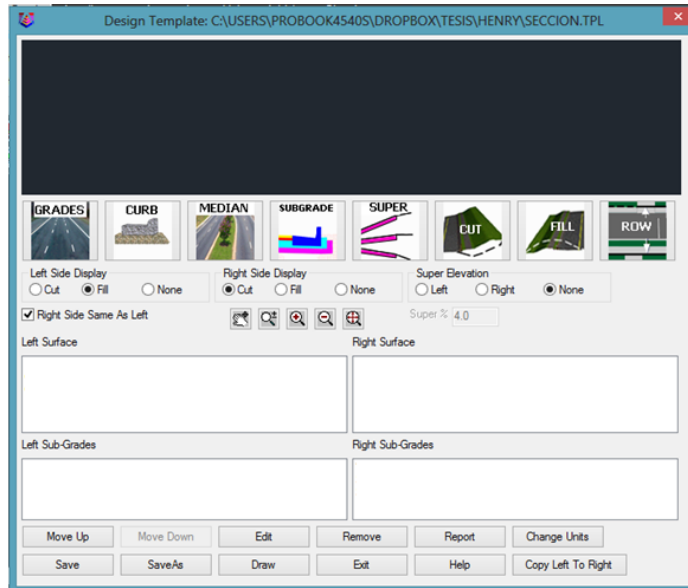 Design Template: C:\USERS\PROBOOK4540S\DROPBOX\TESIS\HENRY\SECCION.TPL
GRADES CURB MEDIAN SUBGRADE SUPER CUT FILL ROW
Left Side Display Right Side Display Super Elevation
Cut Fill None Cut Fill None Left Right None
Right Side Same As Left Super % 4.0
Left Surface Right Surface
Left Sub-Grades Right Sub-Grades
Move Up Move Down Edit Remove Report Change Units
Save SaveAs Draw Exit Help Copy Left To Right